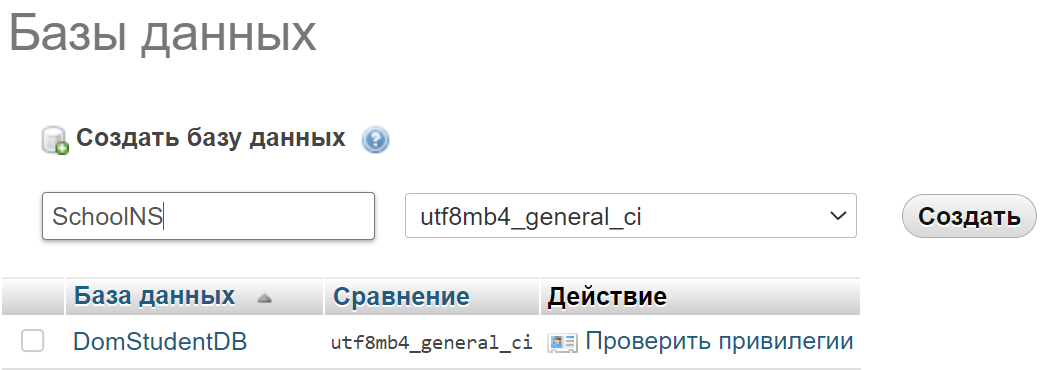 Базы данных
Создать базу данных
SchoolNS utf8mb4_general_ci Создать
База данных Сравнение Действие
DomStudentDB utf8mb4_general_ci Проверить привилегии